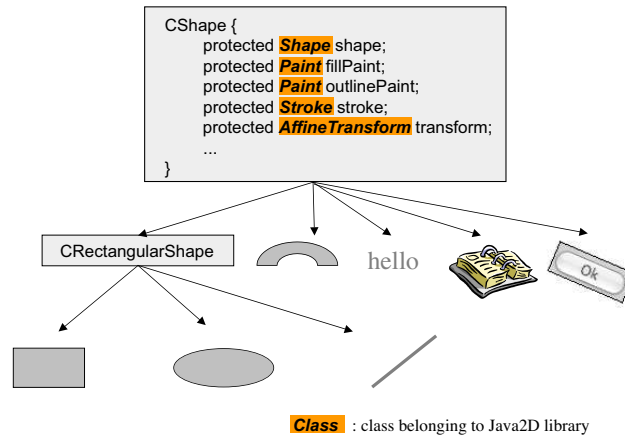 CShape {
protected Shape shape;
protected Paint fillPaint;
protected Paint outlinePaint;
protected Stroke stroke;
protected AffineTransform transform;
...
}
CRectangularShape
hello
Ok
Class : class belonging to Java2D library